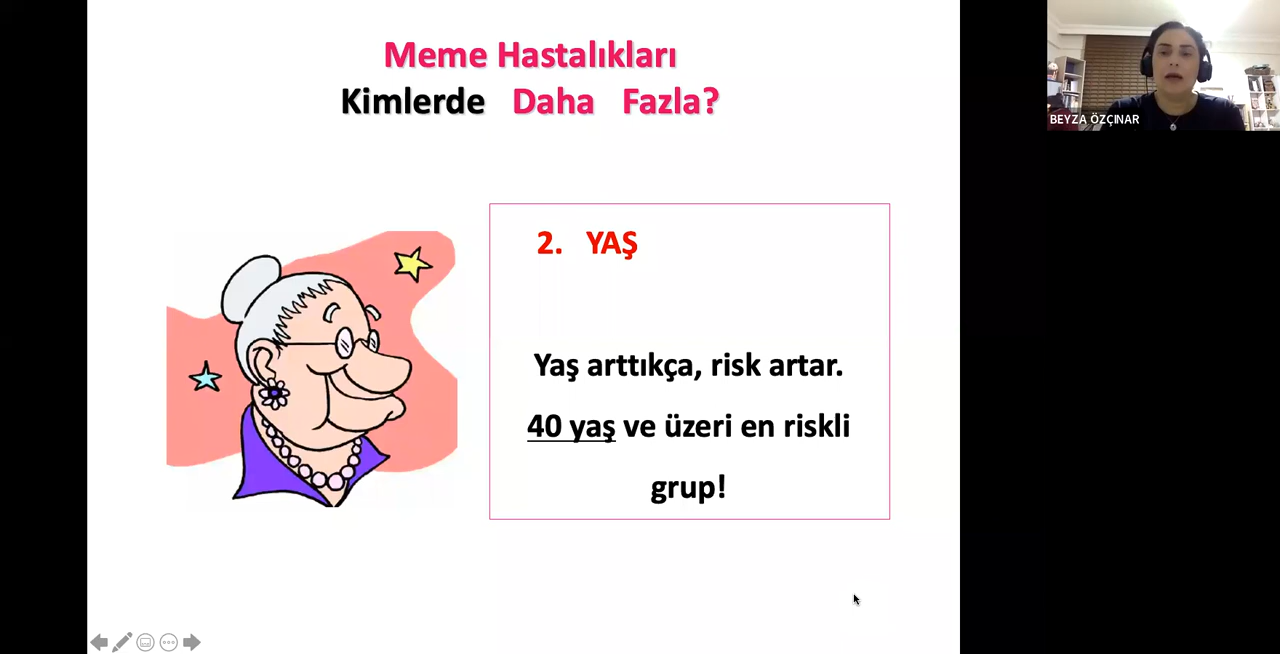 Meme Hastalıkları
Kimlerde Daha Fazla?
BEYZA ÖZÇINAR
2. YAŞ
Yaş arttıkça, risk artar.
40 yaş ve üzeri en riskli
grup!